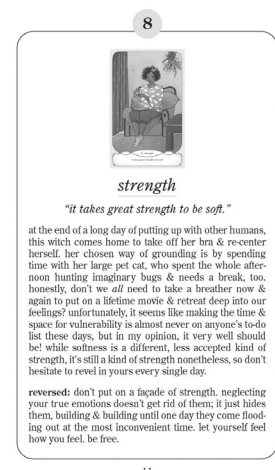 8
strength
"it takes great strength to be soft."
at the end of a long day of putting up with other humans,
this witch comes home to take off her bra & re-center
herself. her chosen way of grounding is by spending
time with her large pet cat, who spent the whole after-
noon hunting imaginary bugs & needs a break, too.
honestly, don't we all need to take a breather now &
again to put on a lifetime movie & retreat deep into our
feelings? unfortunately, it seems like making the time &
space for vulnerability is almost never on anyone's to-do
list these days, but in my opinion, it very well should
be! while softness is a different, less accepted kind of
strength, it's still a kind of strength nonetheless, so don't
hesitate to revel in yours every single day.
reversed: don't put on a façade of strength. neglecting
your true emotions doesn't get rid of them; it just hides
them, building & building until one day they come flood-
ing out at the most inconvenient time. let yourself feel
how you feel. be free.